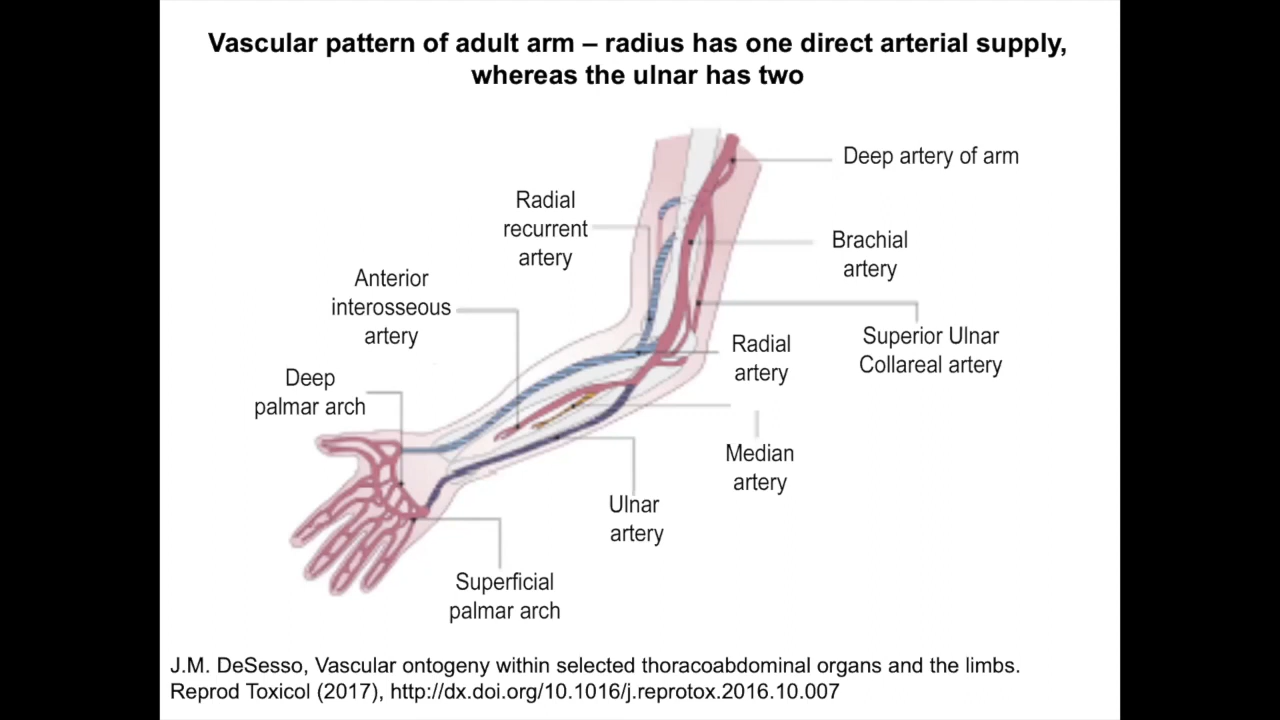 Vascular pattern of adult arm – radius has one direct arterial supply,
whereas the ulnar has two
Deep artery of arm
Radial
recurrent
artery
Brachial
artery
Anterior
interosseous
artery
Superior Ulnar
Collareal artery
Radial
artery
Deep
palmar arch
Median
artery
Ulnar
artery
Superficial
palmar arch
J.M. DeSesso, Vascular ontogeny within selected thoracoabdominal organs and the limbs.
Reprod Toxicol (2017), http://dx.doi.org/10.1016/j.reprotox.2016.10.007